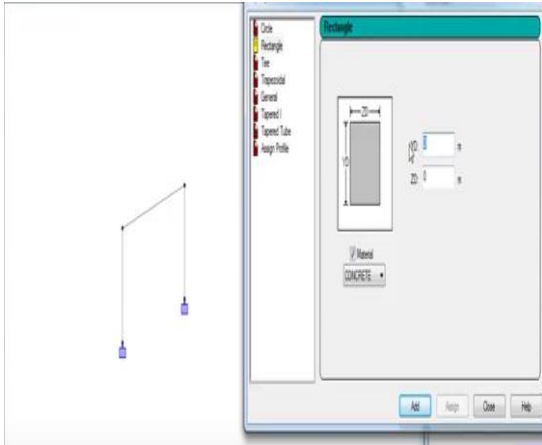 Circle
Rectangle
Tee
Trapezoidal
General
Tapered I
Tapered Tube
Assign Profile
Rectangle
ZD
YD
YD:
m
ZD:
0
m
Material
CONCRETE
Add
Assign
Close
Help